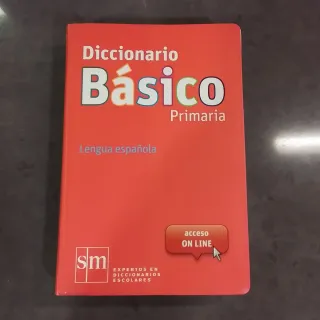 Diccionario
Básico
Primaria
Lengua española
acceso
ON LINE
sm
EXPERTOS EN
DICCIONARIOS
ESCOLARES